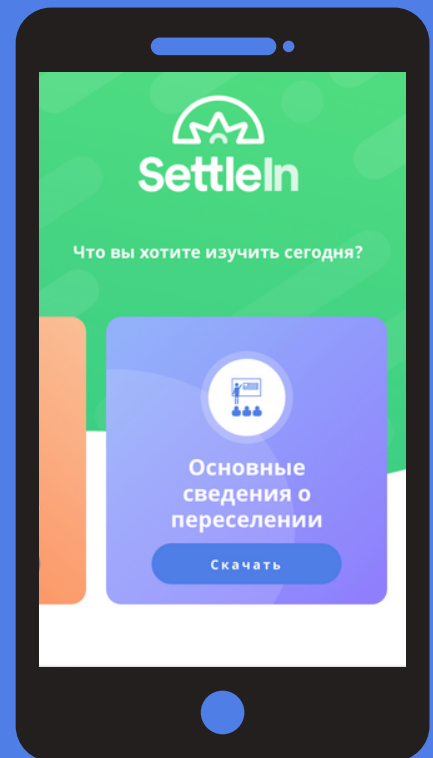 SettleIn
Что вы хотите изучить сегодня?
Основные
сведения о
переселении
Скачать